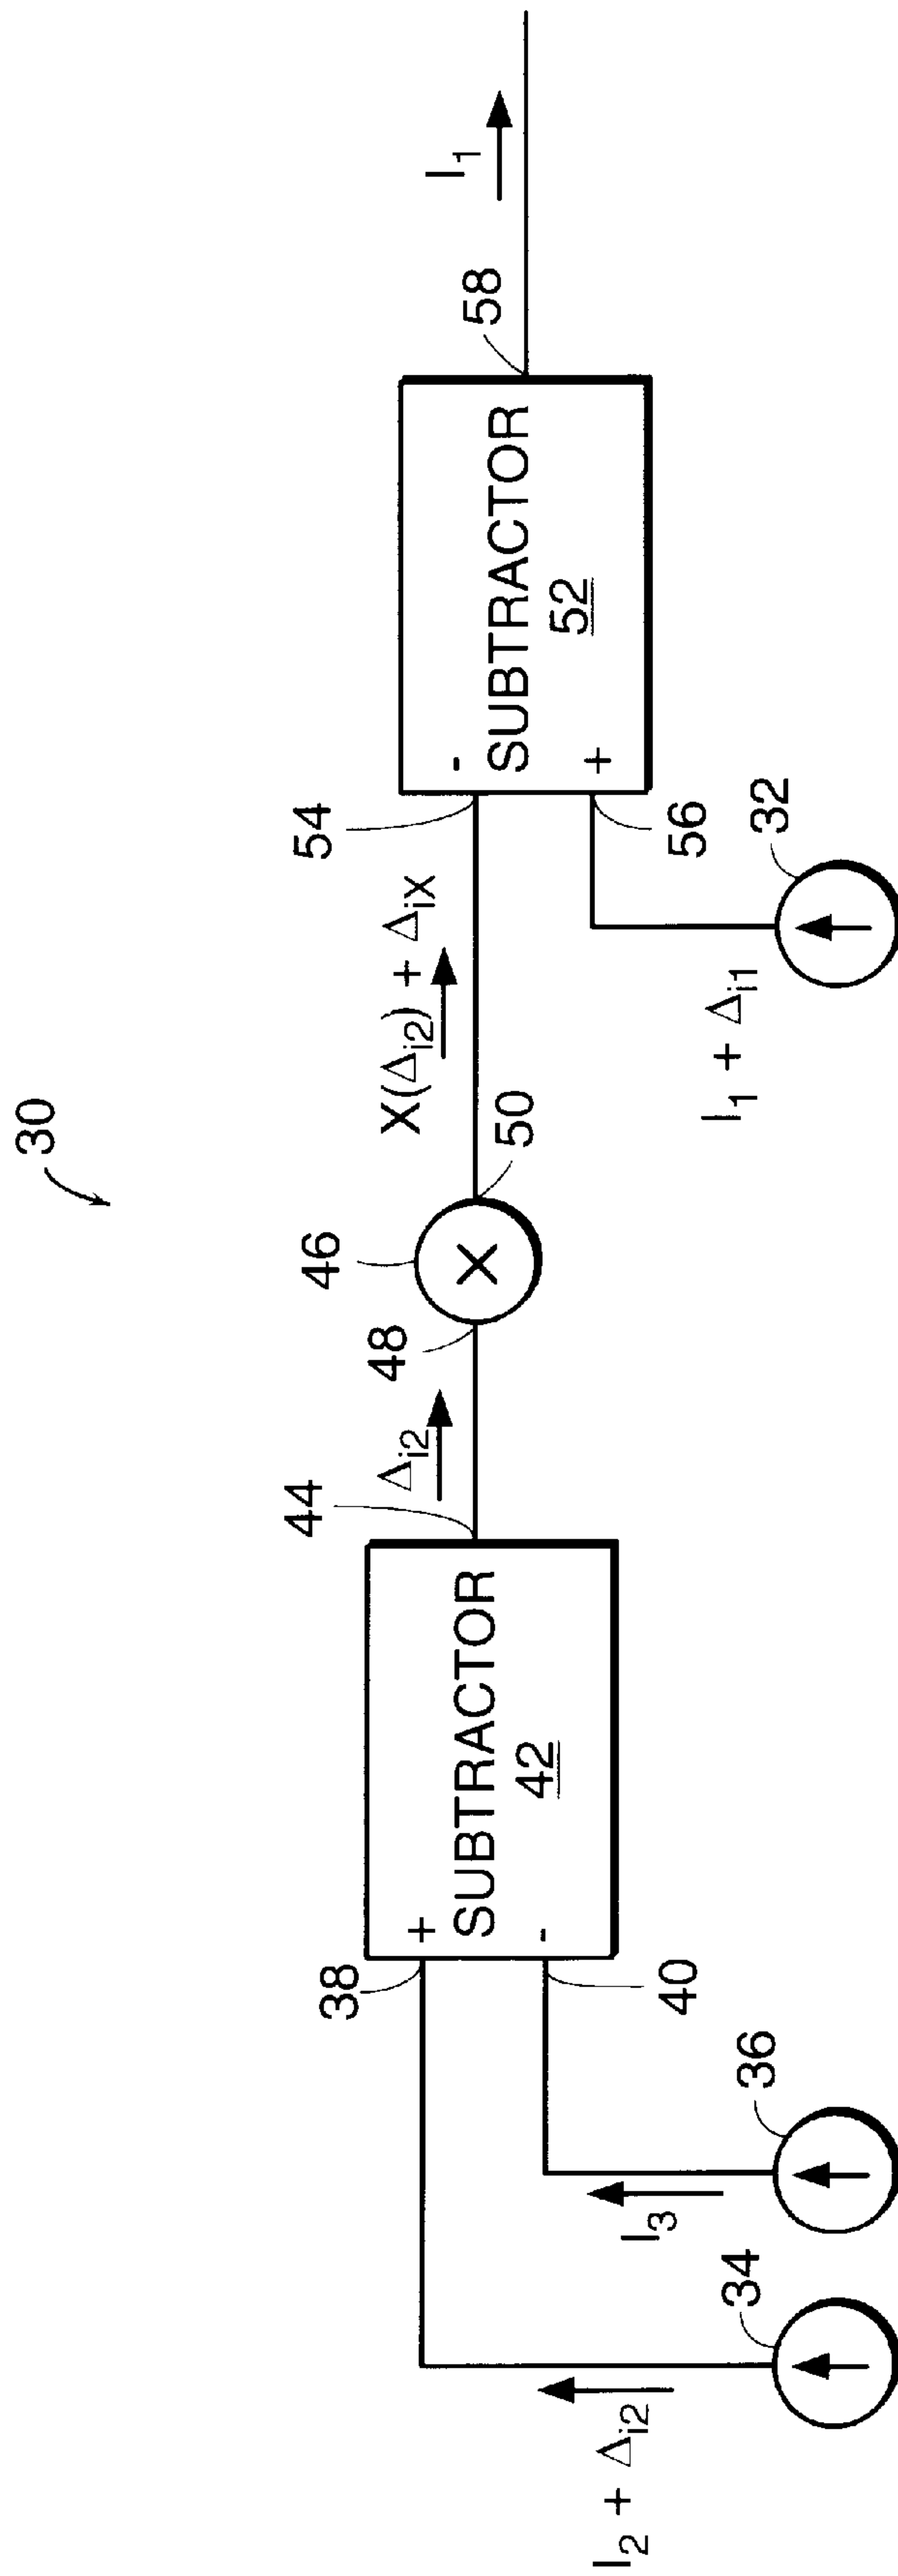 30
I₂ + Δi2
34
I₃
36
38
+
-
40
SUBTRACTOR
42
44
Δi2
48
46
X
50
X(Δi2) + ΔiX
I₁ + Δi1
32
54
-
+
56
SUBTRACTOR
52
58
I₁